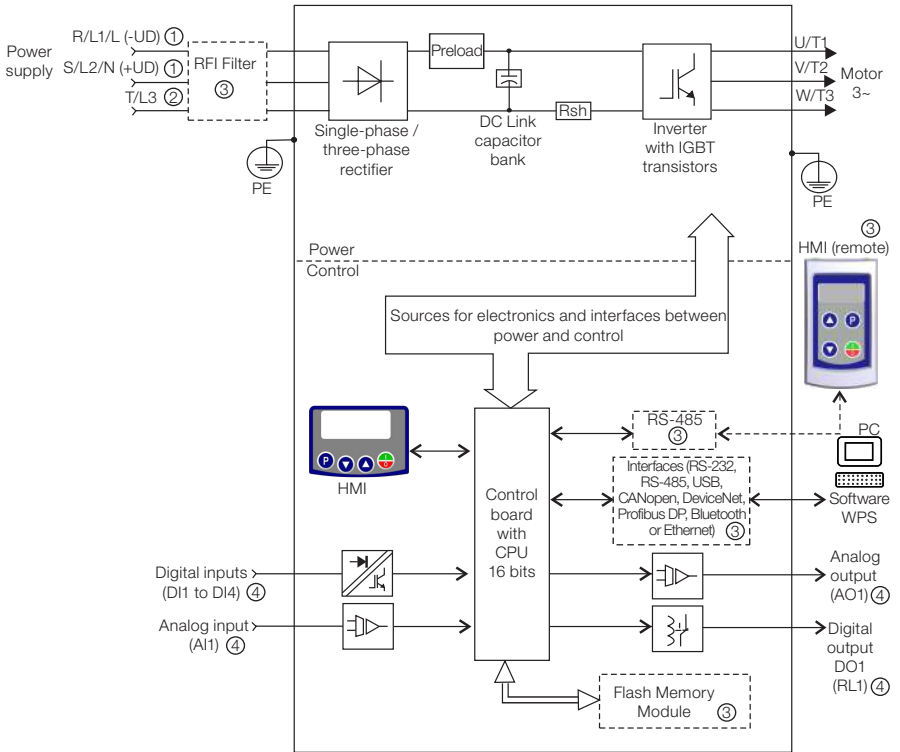 Power
supply
R/L1/L (-UD) ①
S/L2/N (+UD) ①
T/L3 ②
RFI Filter
③
PE
Single-phase /
three-phase
rectifier
Preload
DC Link
capacitor
bank
Rsh
Inverter
with IGBT
transistors
U/T1
V/T2
W/T3
Motor
3~
PE
Power
Control
③
HMI (remote)
P
I
0
Sources for electronics and interfaces between
power and control
P
I
0
HMI
Control
board
with
CPU
16 bits
RS-485
③
Interfaces (RS-232,
RS-485, USB,
CANopen, DeviceNet,
Profibus DP, Bluetooth
or Ethernet) ③
PC
Software
WPS
Digital inputs
(DI1 to DI4) ④
Analog input
(AI1) ④
Analog
output
(AO1) ④
Digital
output
DO1
(RL1) ④
Flash Memory
Module ③